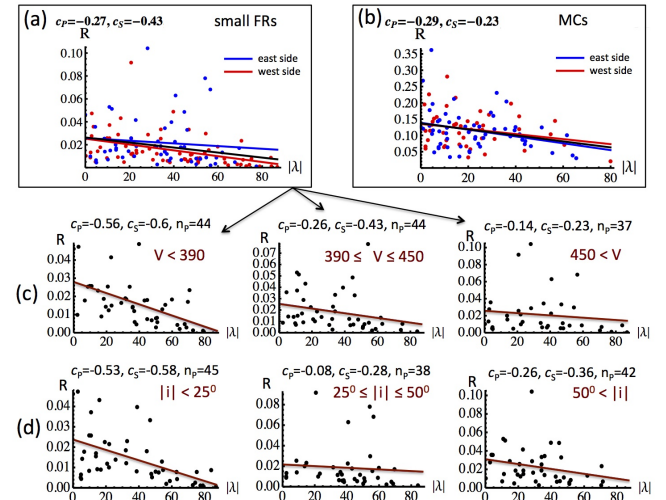 (a) c_P=−0.27, c_S=−0.43 small FRs
R
east side
west side
0.10
0.08
0.06
0.04
0.02
0 20 40 60 80 |λ|
(b) c_P=−0.29, c_S=−0.23 MCs
R
east side
west side
0.35
0.30
0.25
0.20
0.15
0.10
0.05
0.00
0 20 40 60 80 |λ|
(c)
c_P=-0.56, c_S=-0.6, n_P=44
R
V < 390
0.04
0.03
0.02
0.01
0.00
0 20 40 60 80 |λ|
c_P=-0.26, c_S=-0.43, n_P=44
R
390 ≤ V ≤ 450
0.07
0.06
0.05
0.04
0.03
0.02
0.01
0.00
0 20 40 60 80
c_P=-0.14, c_S=-0.23, n_P=37
R
450 < V
0.10
0.08
0.06
0.04
0.02
0.00
0 20 40 60 80 |λ|
(d)
c_P=-0.53, c_S=-0.58, n_P=45
R
|i| < 25⁰
0.04
0.03
0.02
0.01
0.00
0 20 40 60 80 |λ|
c_P=-0.08, c_S=-0.28, n_P=38
R
25⁰ ≤ |i| ≤ 50⁰
0.08
0.06
0.04
0.02
0.00
0 20 40 60 80
c_P=-0.26, c_S=-0.36, n_P=42
R
50⁰ < |i|
0.10
0.08
0.06
0.04
0.02
0.00
0 20 40 60 80 |λ|